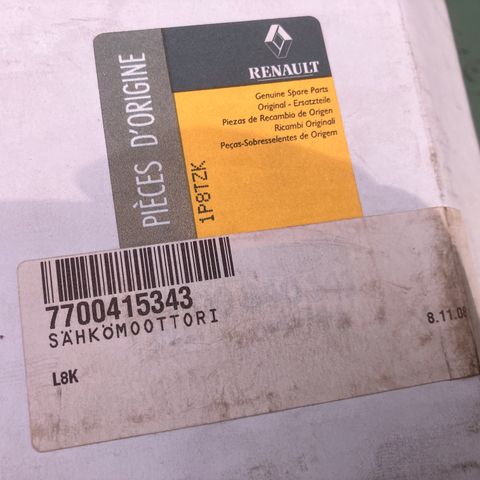 PIÈCES D'ORIGINE
RENAULT
Genuine Spare Parts
Original - Ersatzteile
Piezas de Recambio de Origen
Ricambi Originali
Peças-Sobresselentes de Origem
1P8TZK
7700415343
SÄHKÖMOOTTORI
8.11.08
L8K